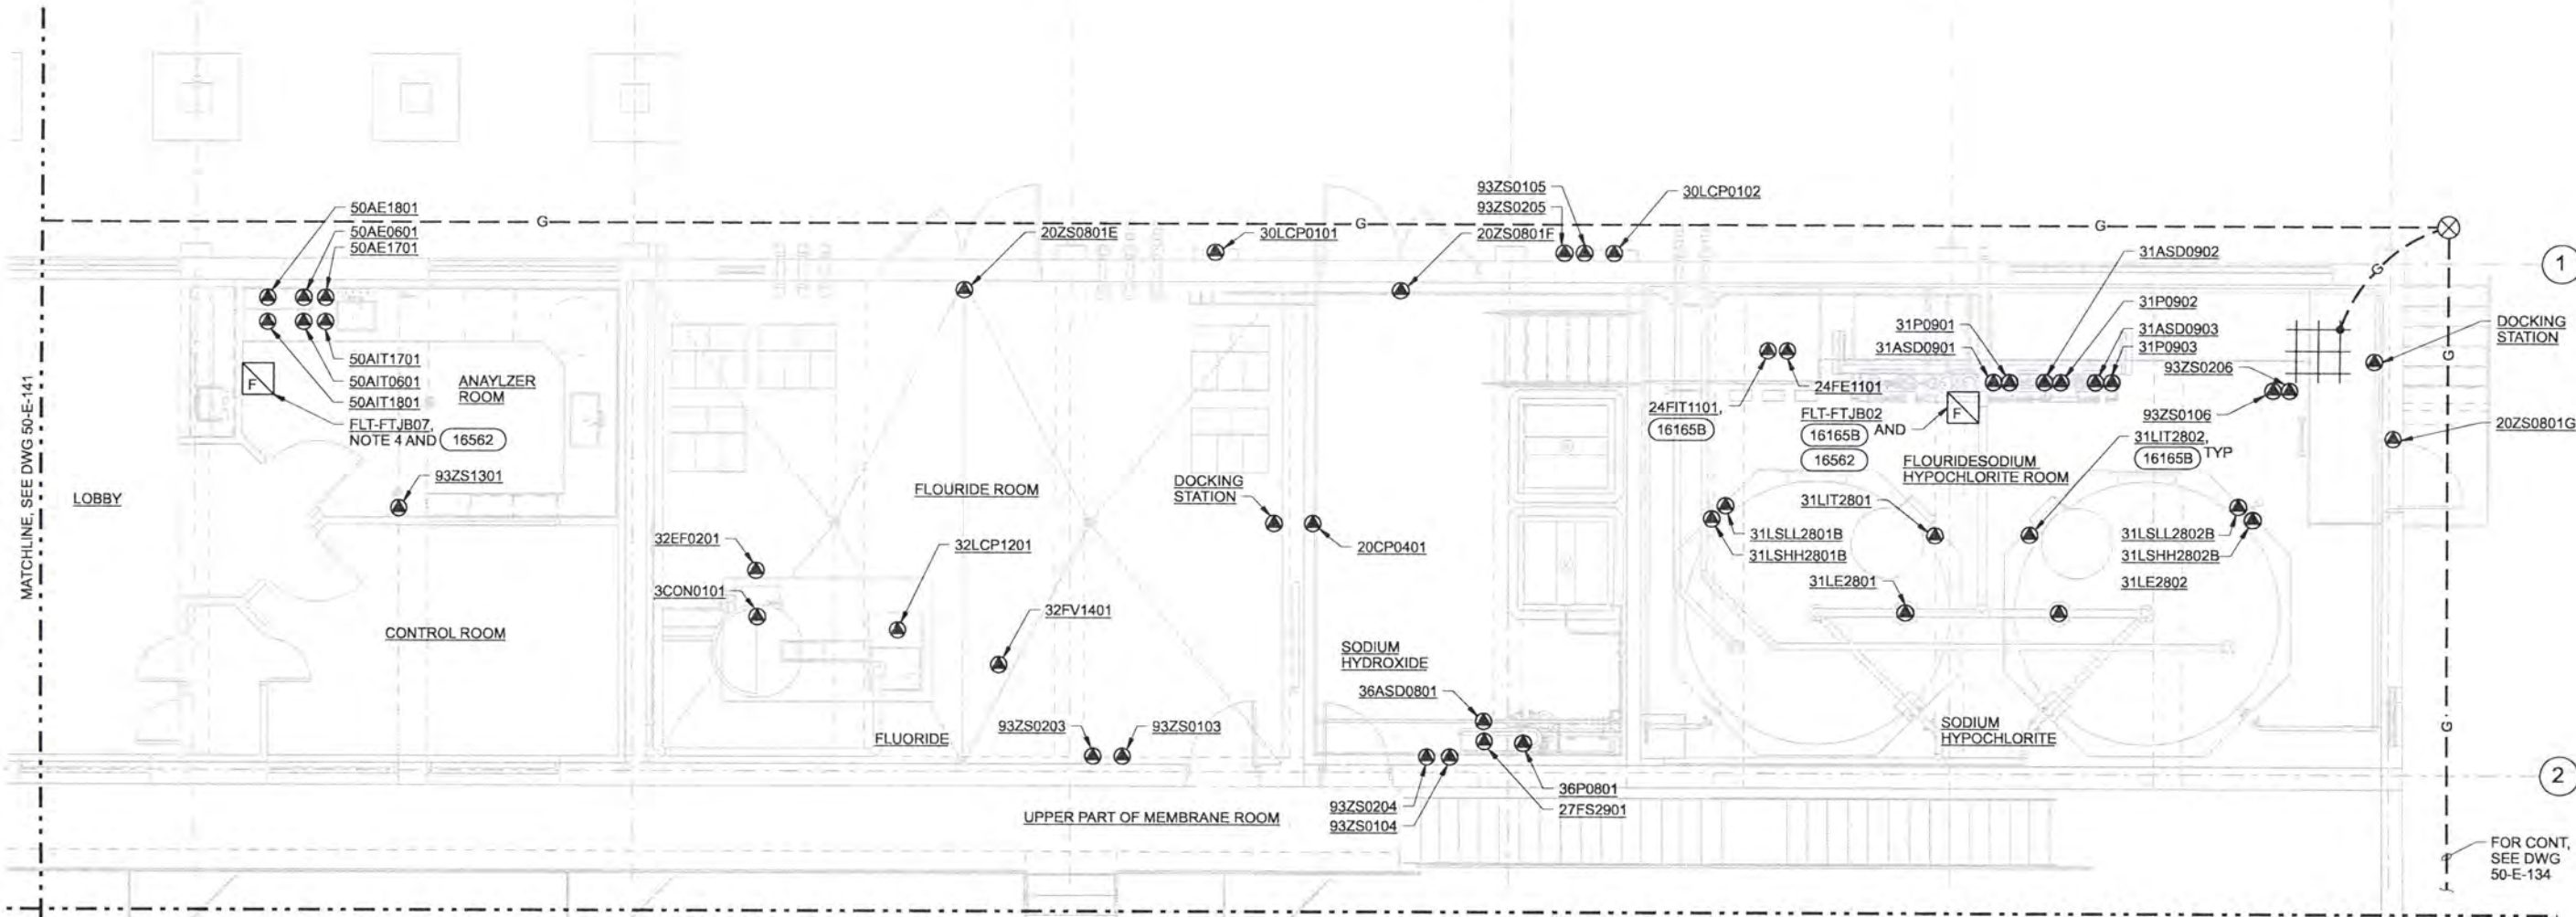 MATCHLINE, SEE DWG 50-E-141
50AE1801
50AE0601
50AE1701
G
50AIT1701
50AIT0601
50AIT1801
ANAYLZER
ROOM
F
FLT-FTJB07,
NOTE 4 AND 16562
93ZS1301
LOBBY
CONTROL ROOM
20ZS0801E
30LCP0101
G
20ZS0801F
93ZS0105
93ZS0205
30LCP0102
FLOURIDE ROOM
DOCKING
STATION
20CP0401
32EF0201
3CON0101
32LCP1201
32FV1401
FLUORIDE
93ZS0203
93ZS0103
UPPER PART OF MEMBRANE ROOM
SODIUM
HYDROXIDE
36ASD0801
93ZS0204
93ZS0104
36P0801
27FS2901
G
G
31ASD0902
31P0902
31P0901
31ASD0901
31ASD0903
31P0903
24FE1101
24FIT1101,
16165B
FLT-FTJB02
16165B AND
16562
F
FLOURIDESODIUM
HYPOCHLORITE ROOM
31LIT2802,
16165B TYP
93ZS0206
93ZS0106
DOCKING
STATION
20ZS0801G
31LIT2801
31LSLL2801B
31LSHH2801B
31LE2801
31LSLL2802B
31LSHH2802B
31LE2802
SODIUM
HYPOCHLORITE
G
G
1
2
FOR CONT,
SEE DWG
50-E-134